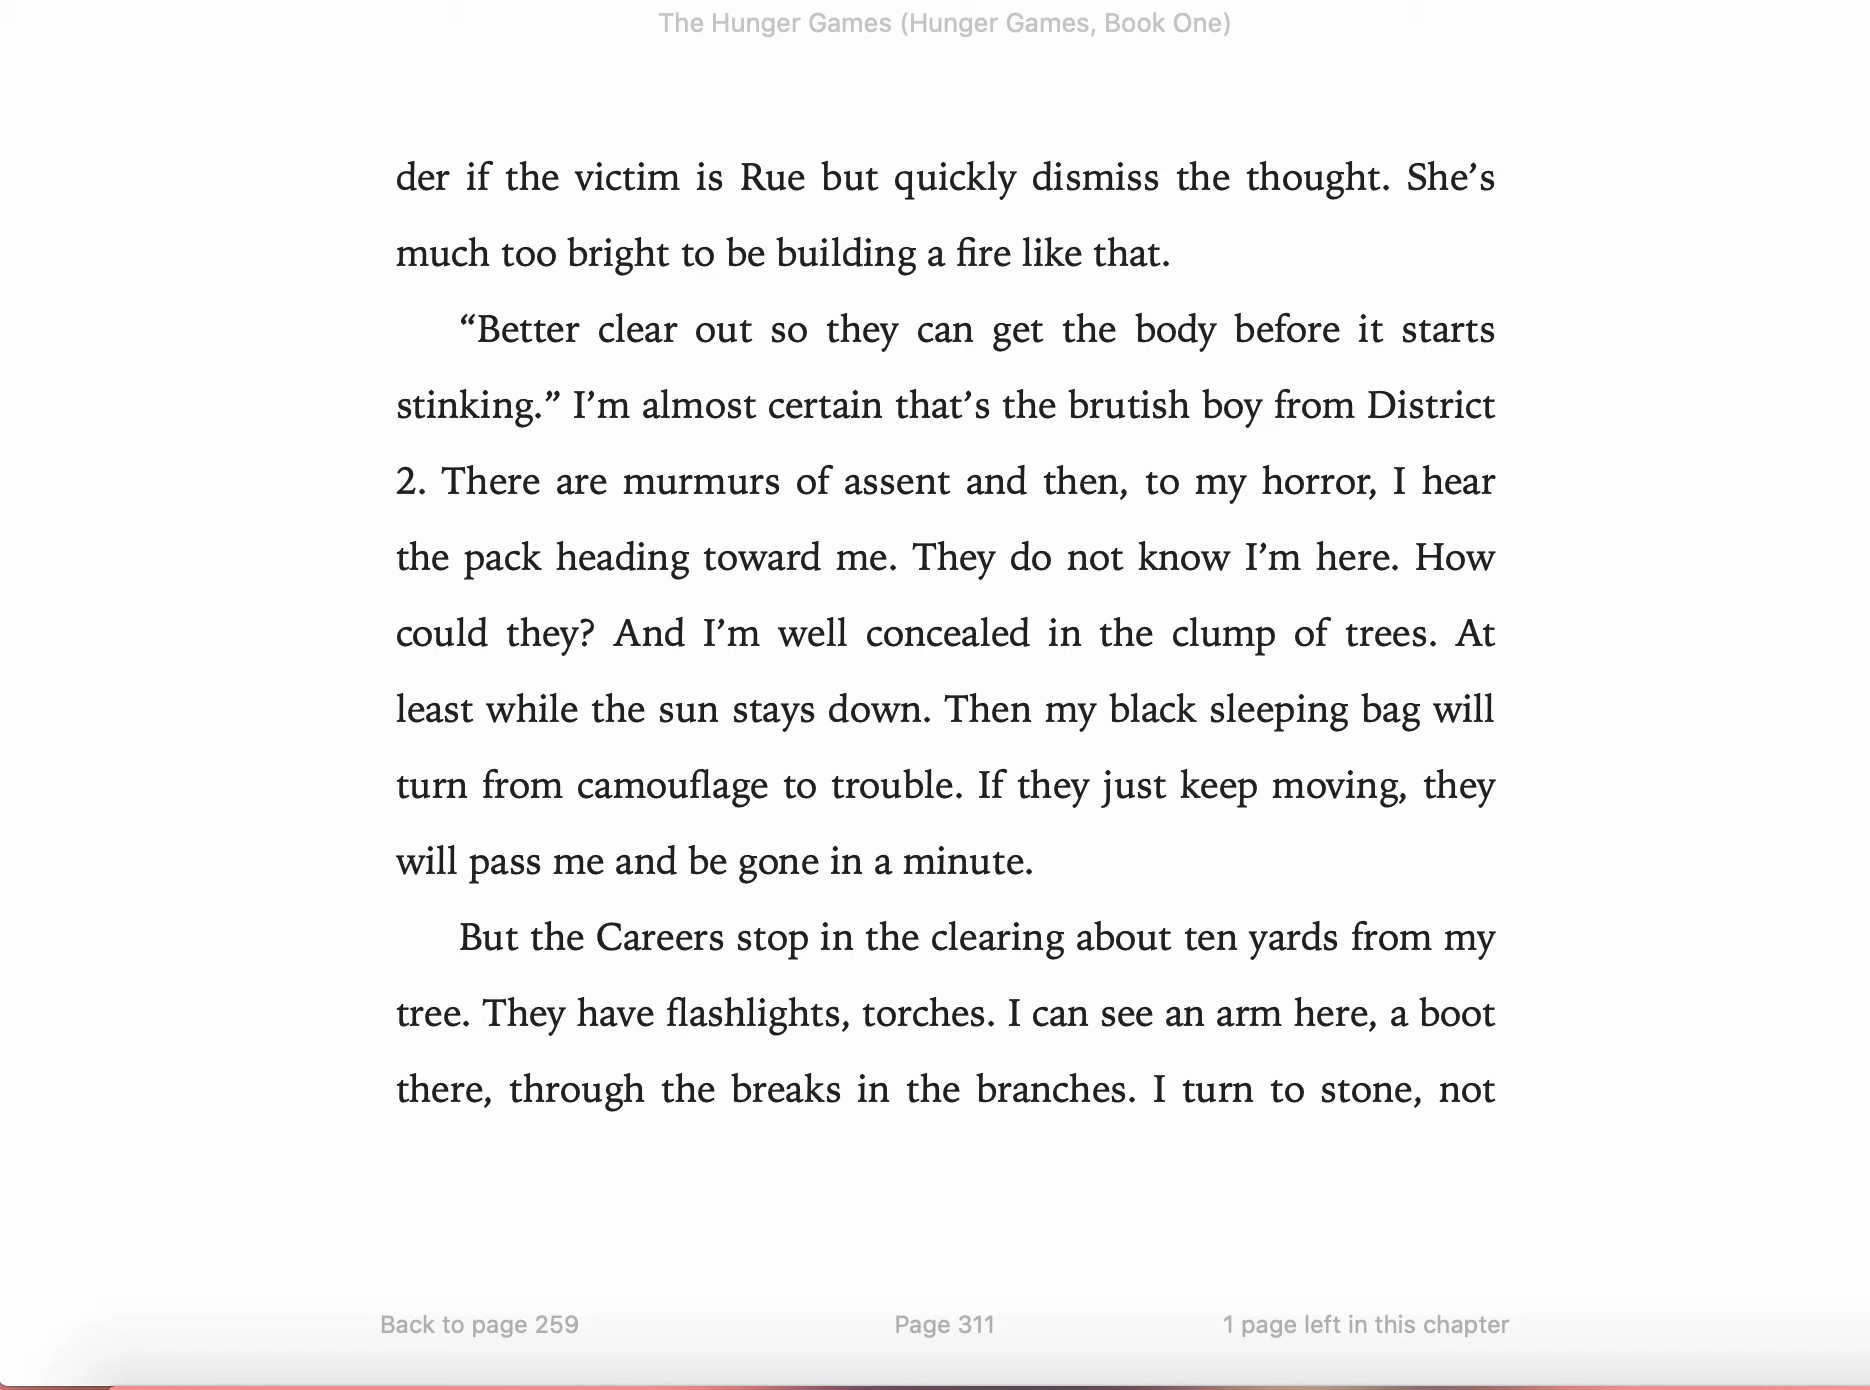 The Hunger Games (Hunger Games, Book One)
der if the victim is Rue but quickly dismiss the thought. She’s
much too bright to be building a fire like that.
“Better clear out so they can get the body before it starts
stinking.” I’m almost certain that’s the brutish boy from District
2. There are murmurs of assent and then, to my horror, I hear
the pack heading toward me. They do not know I’m here. How
could they? And I’m well concealed in the clump of trees. At
least while the sun stays down. Then my black sleeping bag will
turn from camouflage to trouble. If they just keep moving, they
will pass me and be gone in a minute.
But the Careers stop in the clearing about ten yards from my
tree. They have flashlights, torches. I can see an arm here, a boot
there, through the breaks in the branches. I turn to stone, not
Back to page 259
Page 311
1 page left in this chapter